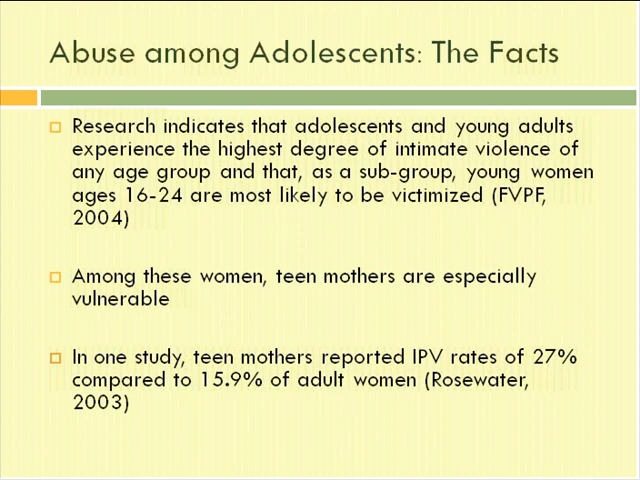 Abuse among Adolescents: The Facts
Research indicates that adolescents and young adults
experience the highest degree of intimate violence of
any age group and that, as a sub-group, young women
ages 16-24 are most likely to be victimized (FVPF,
2004)
Among these women, teen mothers are especially
vulnerable
In one study, teen mothers reported IPV rates of 27%
compared to 15.9% of adult women (Rosewater,
2003)